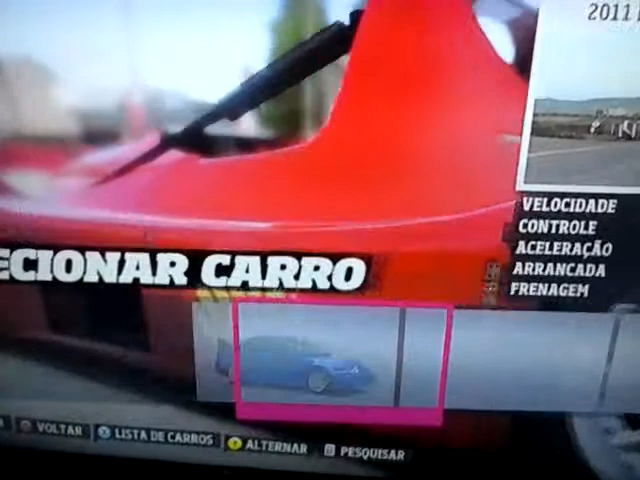 2011
VELOCIDADE
CONTROLE
ACELERAÇÃO
ARRANCADA
FRENAGEM
ECIONAR CARRO
VOLTAR
X LISTA DE CARROS
Y ALTERNAR
PESQUISAR